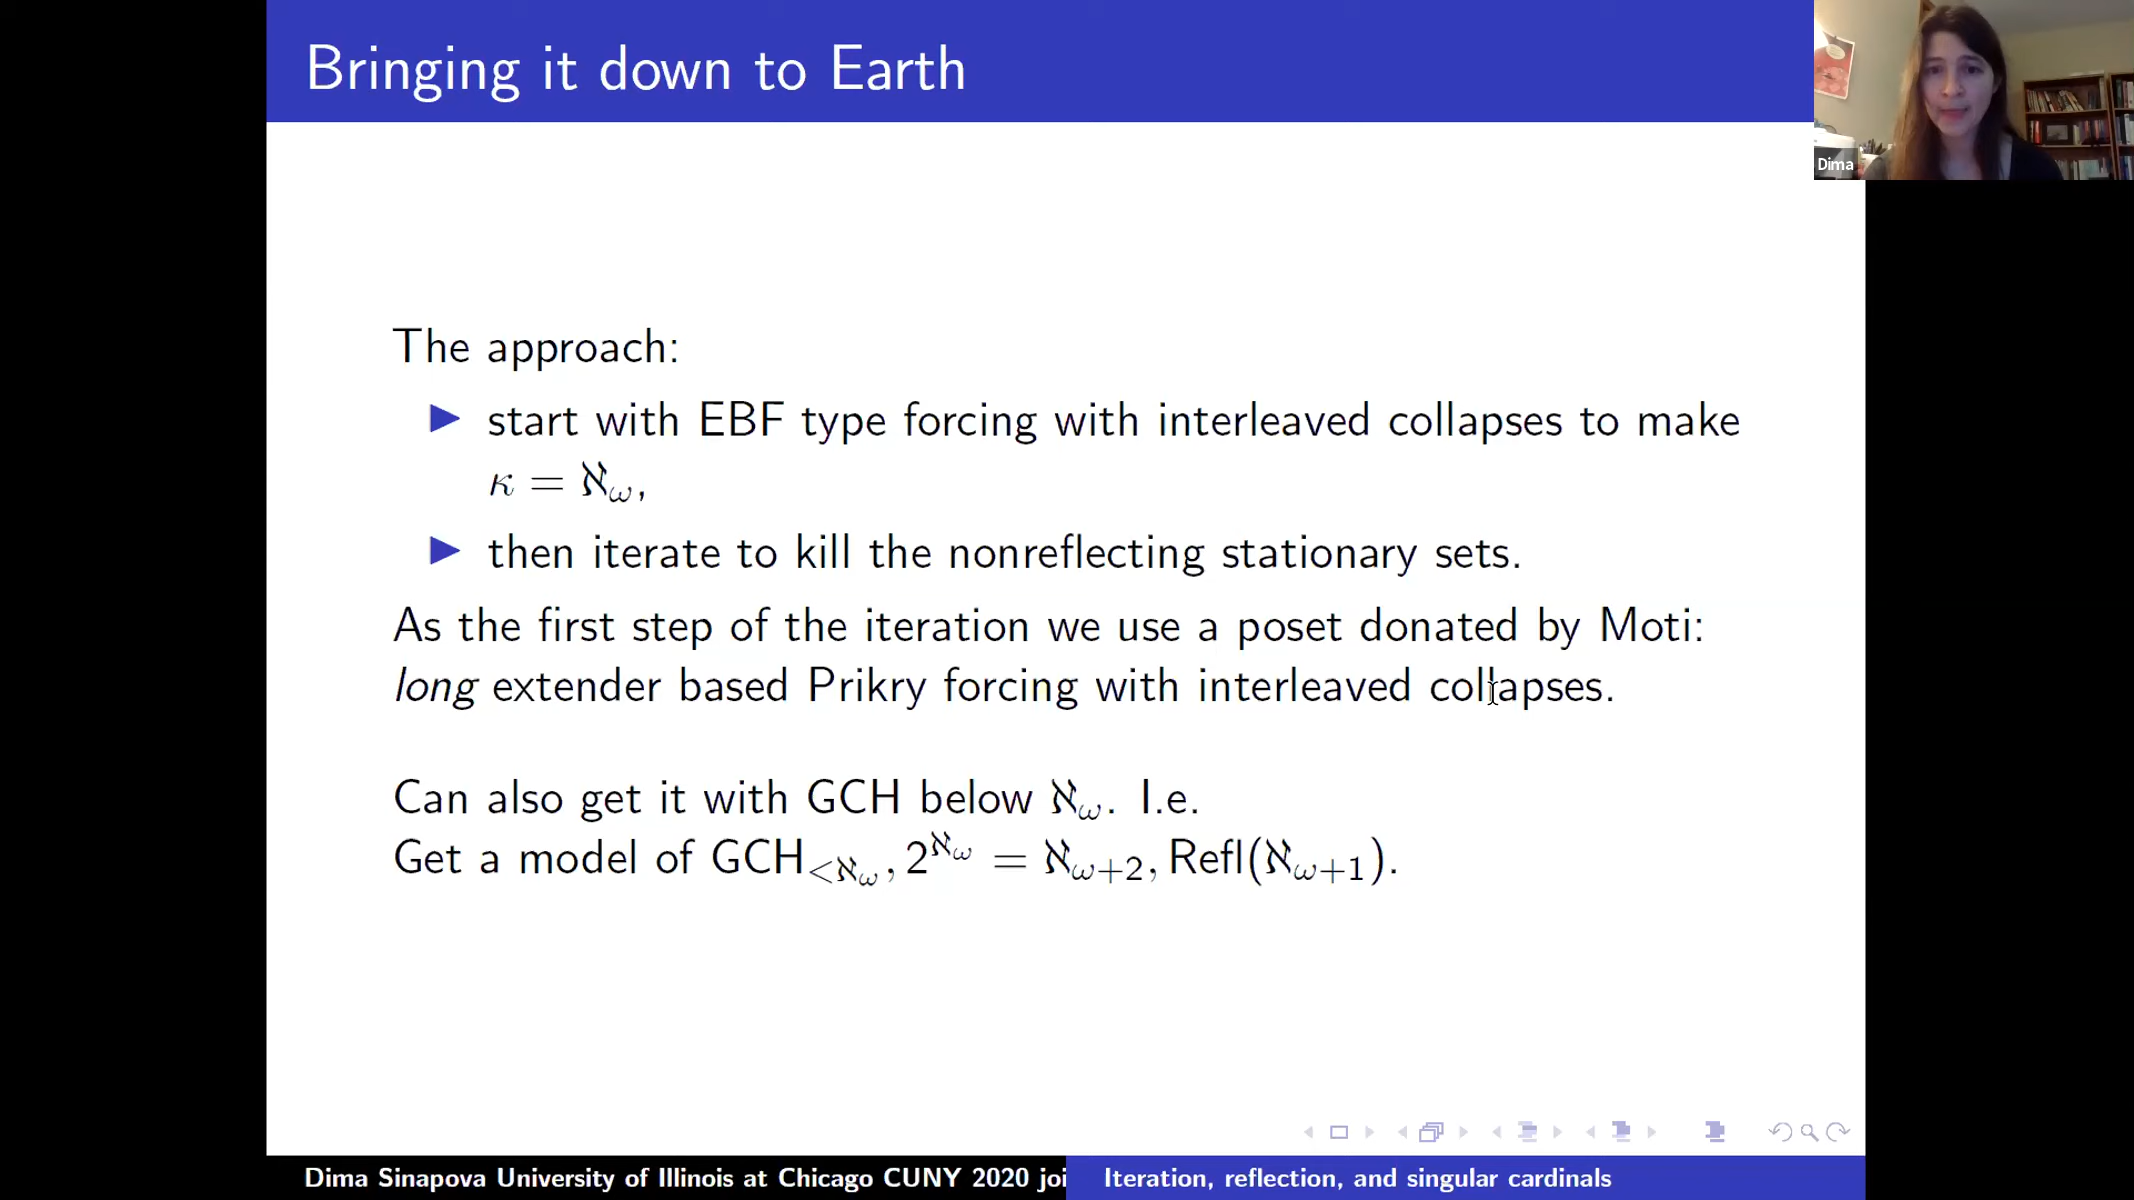 Bringing it down to Earth
Dima
The approach:
▶ start with EBF type forcing with interleaved collapses to make
κ = ℵ_ω,
▶ then iterate to kill the nonreflecting stationary sets.
As the first step of the iteration we use a poset donated by Moti:
long extender based Prikry forcing with interleaved collapses.
Can also get it with GCH below ℵ_ω. I.e.
Get a model of GCH_{<ℵ_ω}, 2^{ℵ_ω} = ℵ_{ω+2}, Refl(ℵ_{ω+1}).
Dima Sinapova University of Illinois at Chicago CUNY 2020 joi
Iteration, reflection, and singular cardinals